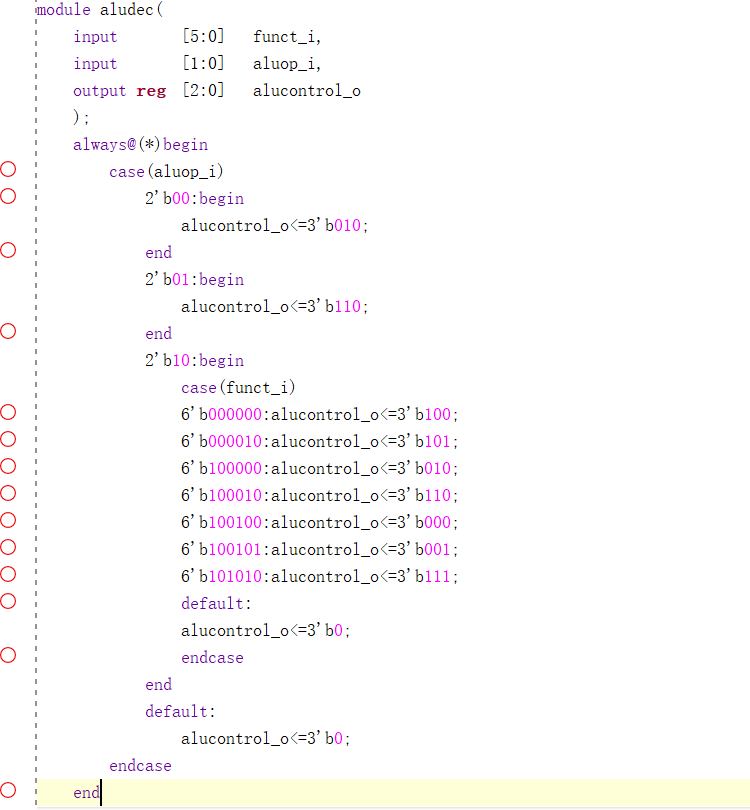 module aludec(
input [5:0] funct_i,
input [1:0] aluop_i,
output reg [2:0] alucontrol_o
);
always@(*)begin
case(aluop_i)
2'b00:begin
alucontrol_o<=3'b010;
end
2'b01:begin
alucontrol_o<=3'b110;
end
2'b10:begin
case(funct_i)
6'b000000:alucontrol_o<=3'b100;
6'b000010:alucontrol_o<=3'b101;
6'b100000:alucontrol_o<=3'b010;
6'b100010:alucontrol_o<=3'b110;
6'b100100:alucontrol_o<=3'b000;
6'b100101:alucontrol_o<=3'b001;
6'b101010:alucontrol_o<=3'b111;
default:
alucontrol_o<=3'b0;
endcase
end
default:
alucontrol_o<=3'b0;
endcase
end